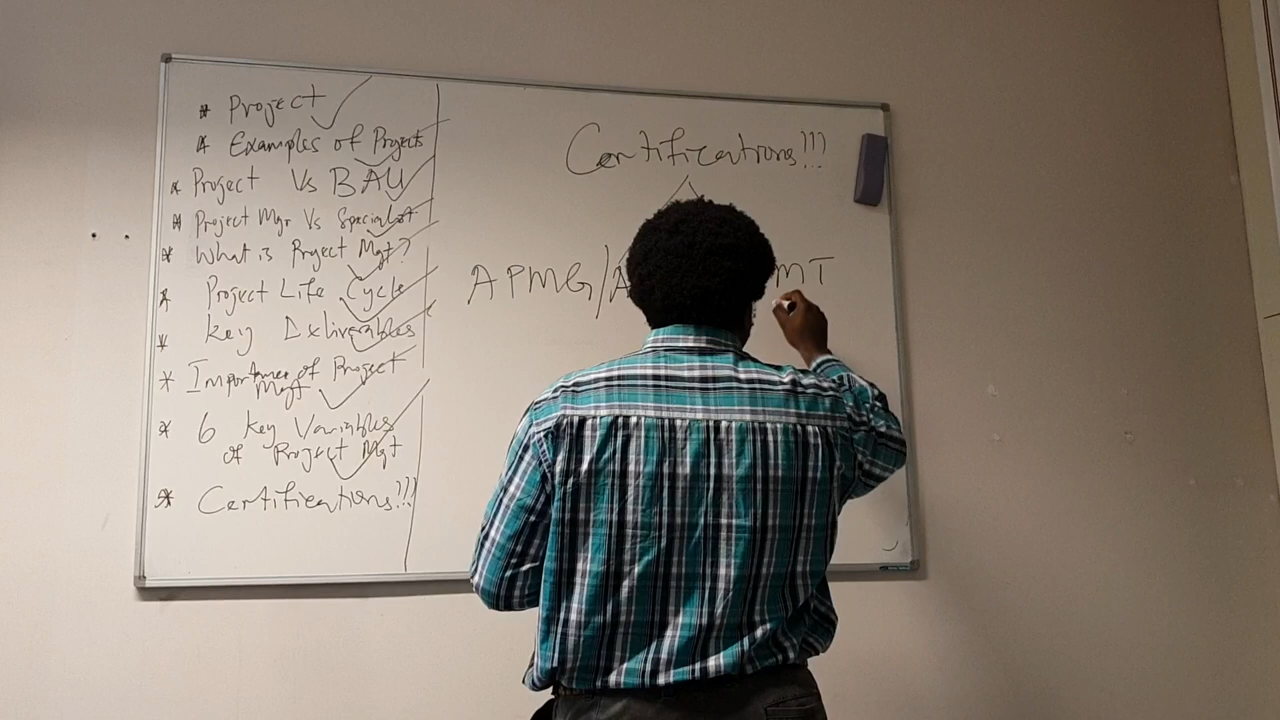 * Project
* Examples of Projects
* Project Vs BAU
* Project Mgr Vs Specialist
* What is Project Mgt?
* Project Life Cycle
* Key Deliverables
* Importance of Project
Mgt
* 6 Key Variables
of Project Mgt
* Certifications!!!
Certifications!!!
APMG/A
MT